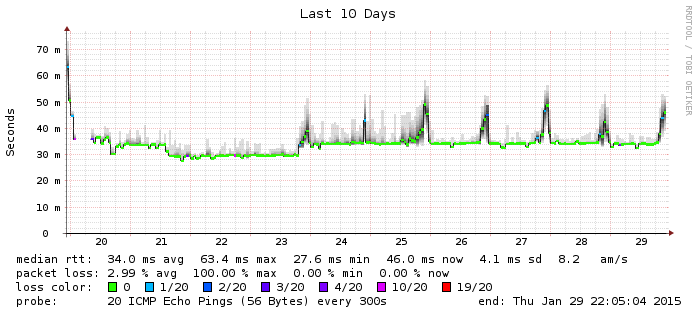 Last 10 Days
RRDTOOL / TOBI OETIKER
Seconds
70 m
60 m
50 m
40 m
30 m
20 m
10 m
0
20 21 22 23 24 25 26 27 28 29
median rtt: 34.0 ms avg 63.4 ms max 27.6 ms min 46.0 ms now 4.1 ms sd 8.2 am/s
packet loss: 2.99 % avg 100.00 % max 0.00 % min 0.00 % now
loss color: 0 1/20 2/20 3/20 4/20 10/20 19/20
probe: 20 ICMP Echo Pings (56 Bytes) every 300s end: Thu Jan 29 22:05:04 2015